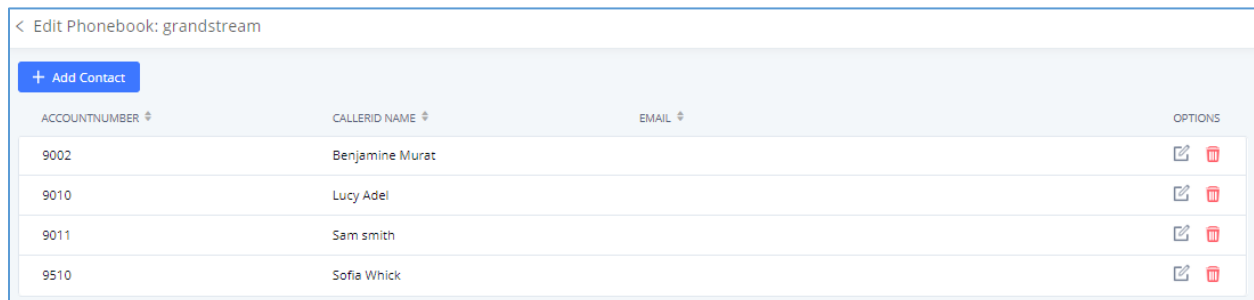 < Edit Phonebook: grandstream
+ Add Contact
ACCOUNTNUMBER CALLERID NAME EMAIL OPTIONS
9002 Benjamine Murat
9010 Lucy Adel
9011 Sam smith
9510 Sofia Whick